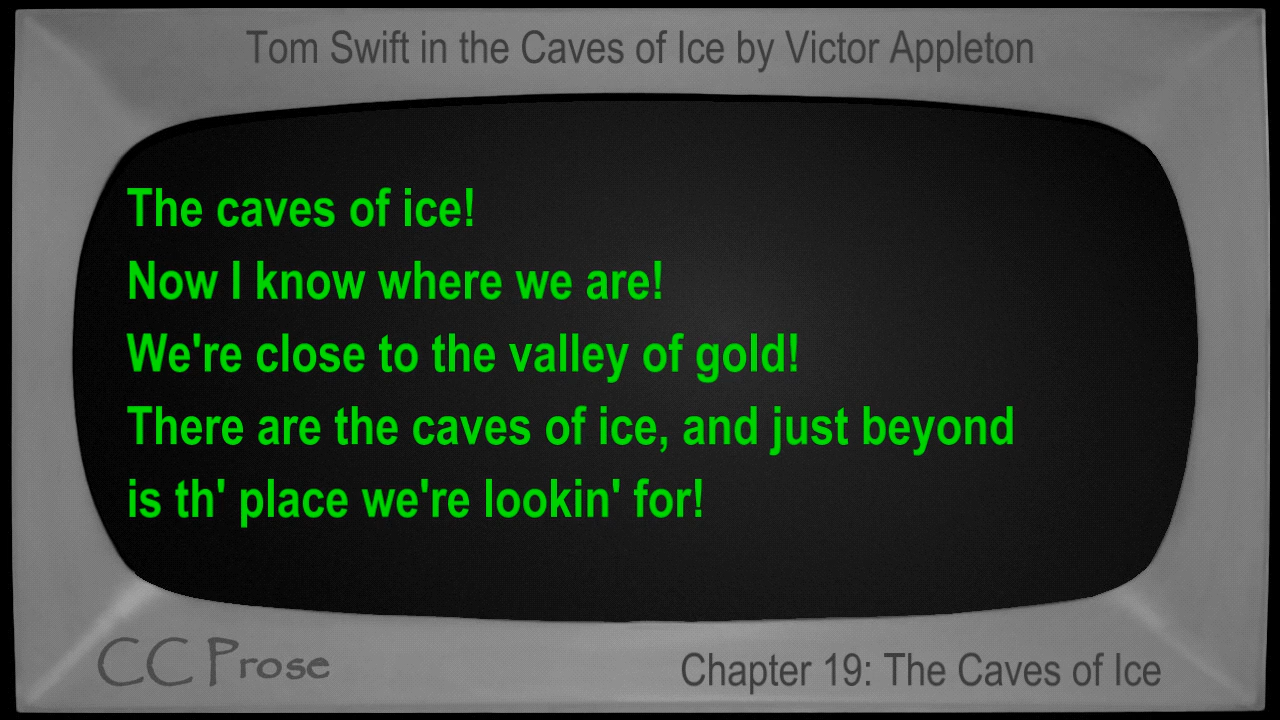 Tom Swift in the Caves of Ice by Victor Appleton
The caves of ice!
Now I know where we are!
We're close to the valley of gold!
There are the caves of ice, and just beyond
is th' place we're lookin' for!
CC Prose
Chapter 19: The Caves of Ice